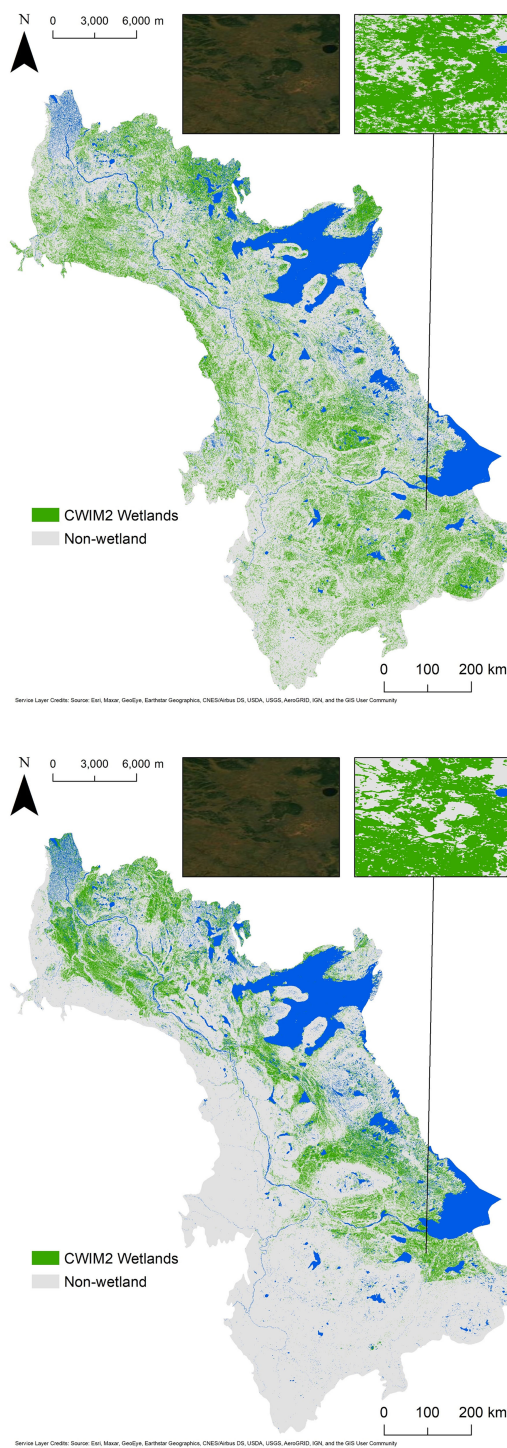 N
0 3,000 6,000 m
CWIM2 Wetlands
Non-wetland
0 100 200 km
Service Layer Credits: Source: Esri, Maxar, GeoEye, Earthstar Geographics, CNES/Airbus DS, USDA, USGS, AeroGRID, IGN, and the GIS User Community
N
0 3,000 6,000 m
CWIM2 Wetlands
Non-wetland
0 100 200 km
Service Layer Credits: Source: Esri, Maxar, GeoEye, Earthstar Geographics, CNES/Airbus DS, USDA, USGS, AeroGRID, IGN, and the GIS User Community